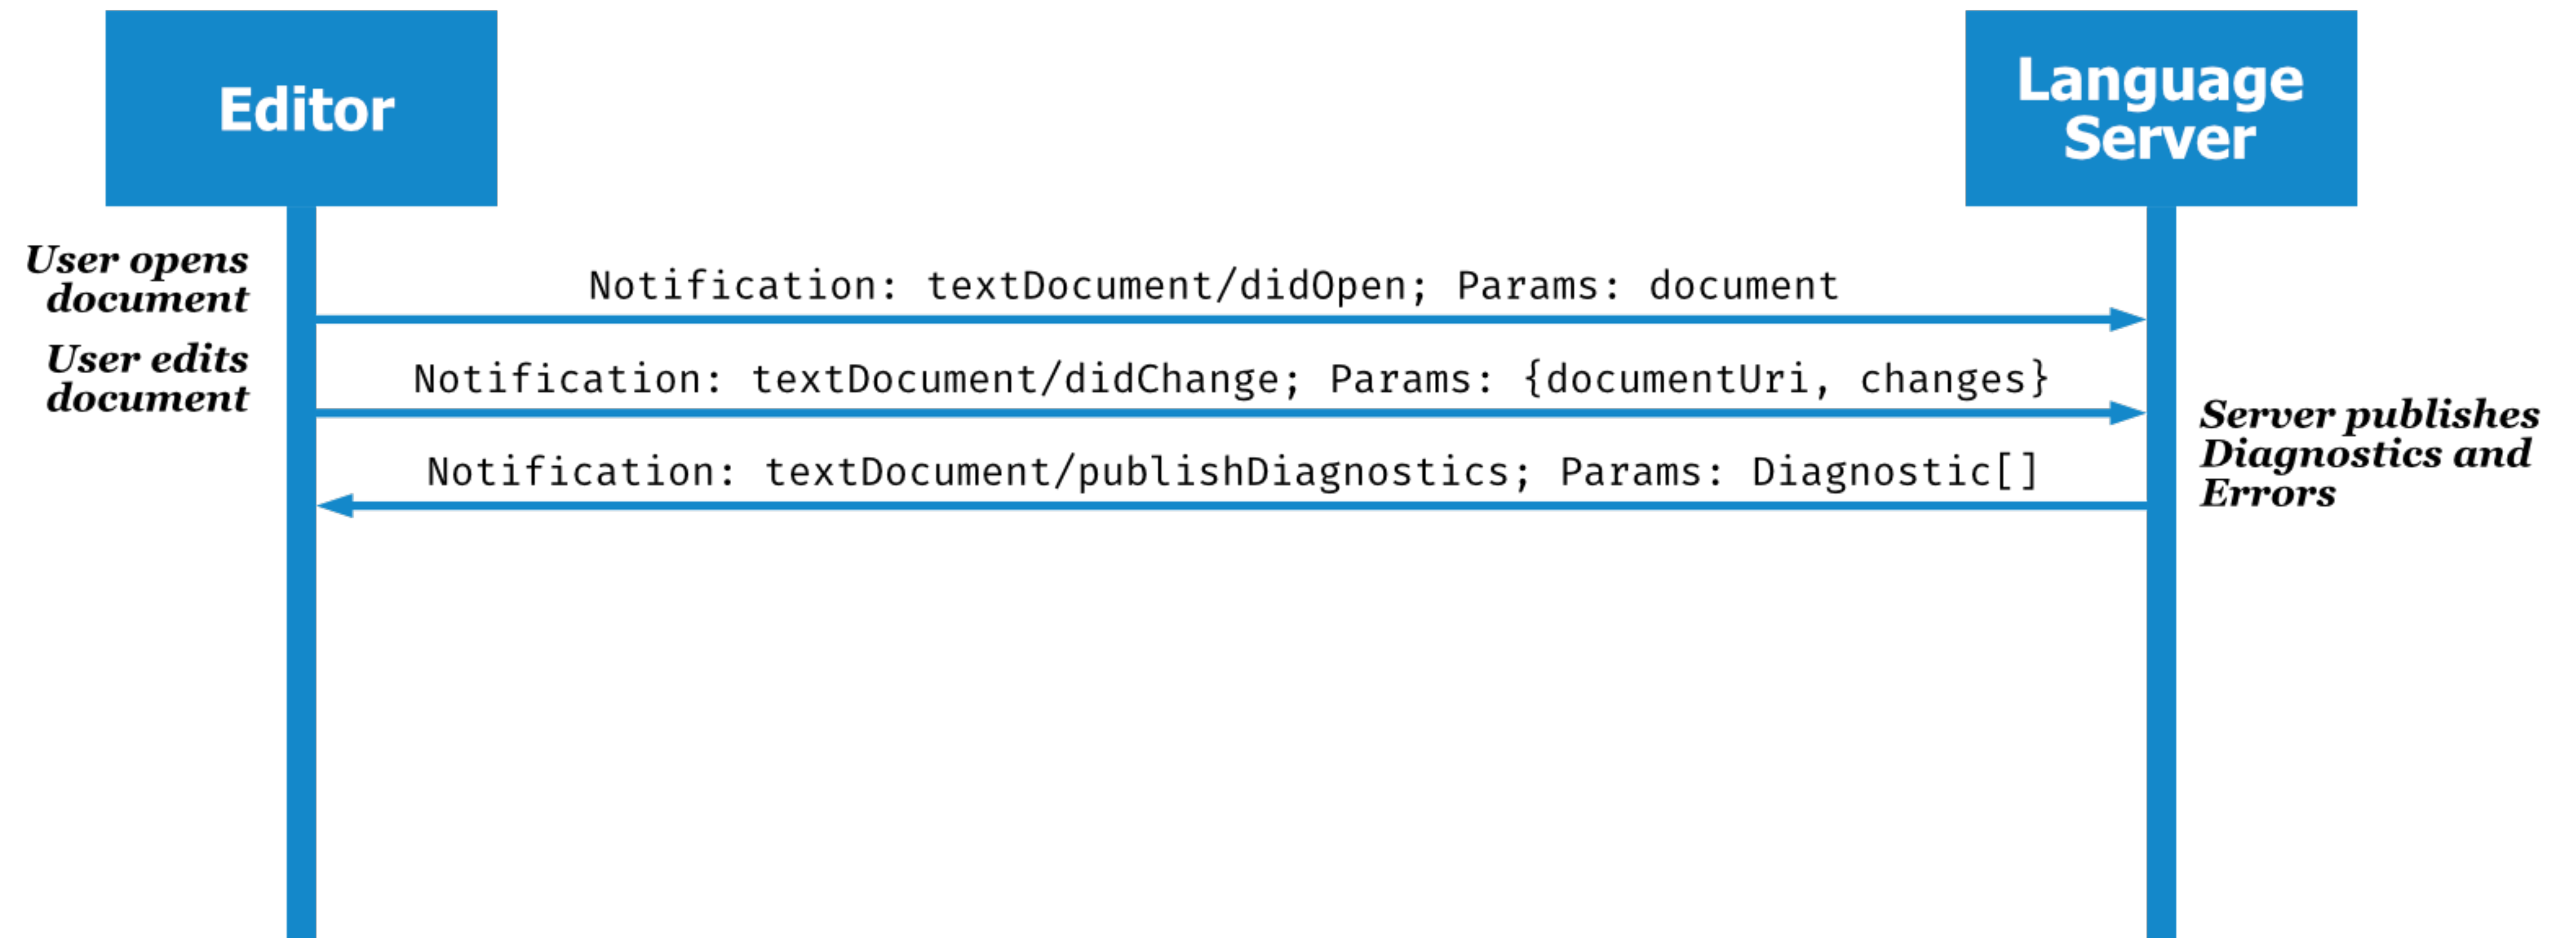 Editor
Language
Server
User opens
document
Notification: textDocument/didOpen; Params: document
User edits
document
Notification: textDocument/didChange; Params: {documentUri, changes}
Server publishes
Diagnostics and
Errors
Notification: textDocument/publishDiagnostics; Params: Diagnostic[]